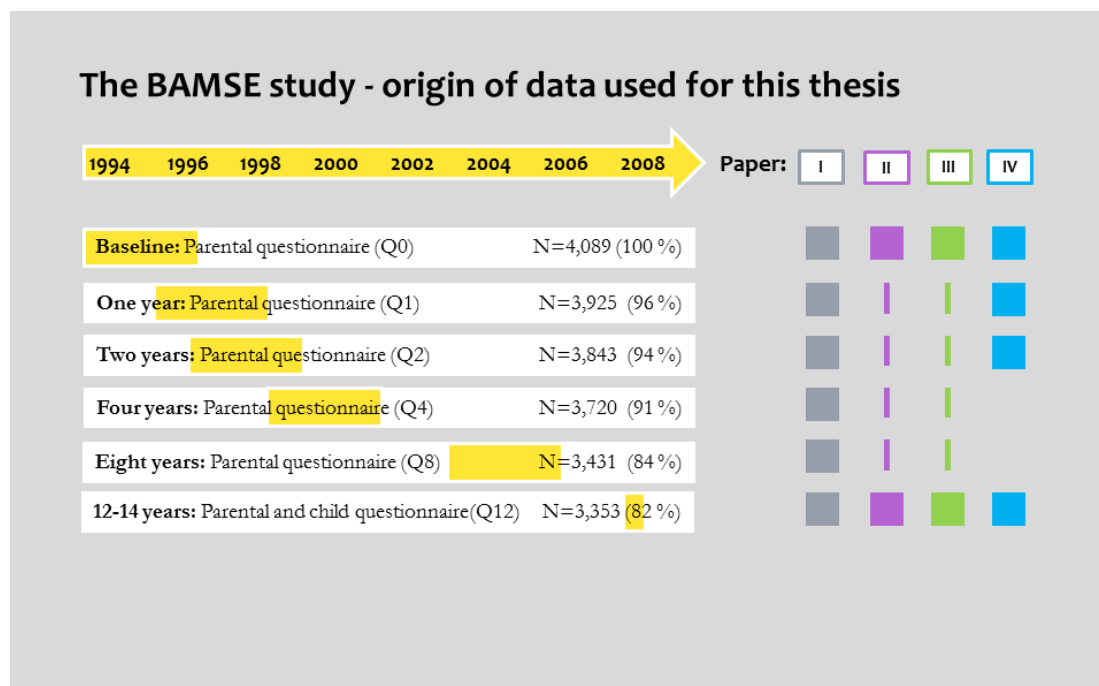 The BAMSE study - origin of data used for this thesis
1994 1996 1998 2000 2002 2004 2006 2008 Paper: I II III IV
Baseline: Parental questionnaire (Q0) N=4,089 (100 %)
One year: Parental questionnaire (Q1) N=3,925 (96 %)
Two years: Parental questionnaire (Q2) N=3,843 (94 %)
Four years: Parental questionnaire (Q4) N=3,720 (91 %)
Eight years: Parental questionnaire (Q8) N=3,431 (84 %)
12-14 years: Parental and child questionnaire(Q12) N=3,353 (82 %)